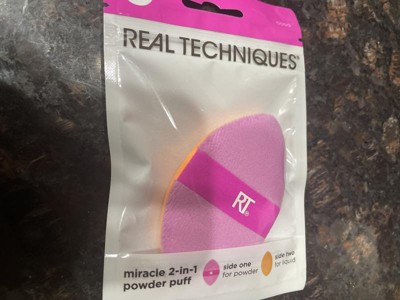 REAL TECHNIQUES®
RT®
miracle 2-in-1
powder puff
side one
for powder
side two
for liquid